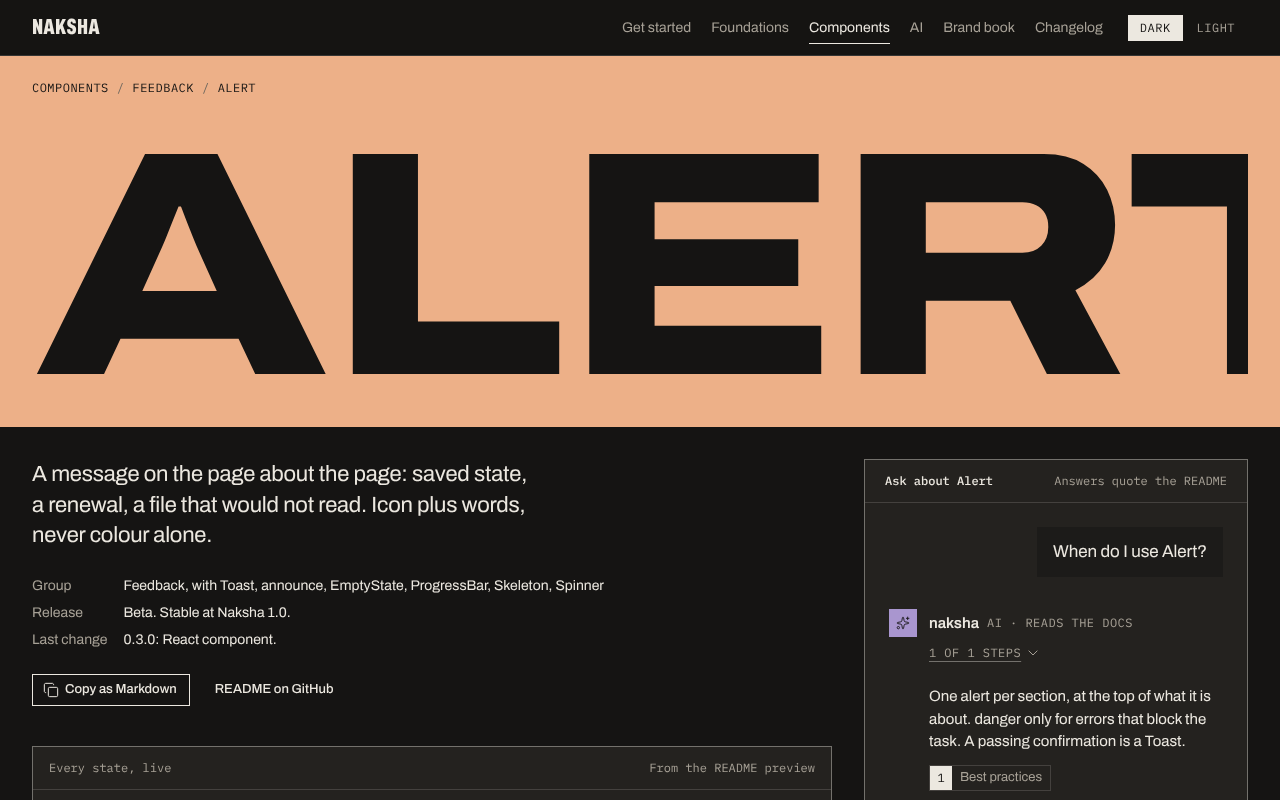 NAKSHA
Get started
Foundations
Components
AI
Brand book
Changelog
DARK
LIGHT
COMPONENTS / FEEDBACK / ALERT
ALERT
A message on the page about the page: saved state,
a renewal, a file that would not read. Icon plus words,
never colour alone.
Group Feedback, with Toast, announce, EmptyState, ProgressBar, Skeleton, Spinner
Release Beta. Stable at Naksha 1.0.
Last change 0.3.0: React component.
Copy as Markdown
README on GitHub
Every state, live
From the README preview
Ask about Alert
Answers quote the README
When do I use Alert?
naksha AI · READS THE DOCS
1 OF 1 STEPS
One alert per section, at the top of what it is
about. danger only for errors that block the
task. A passing confirmation is a Toast.
1 Best practices